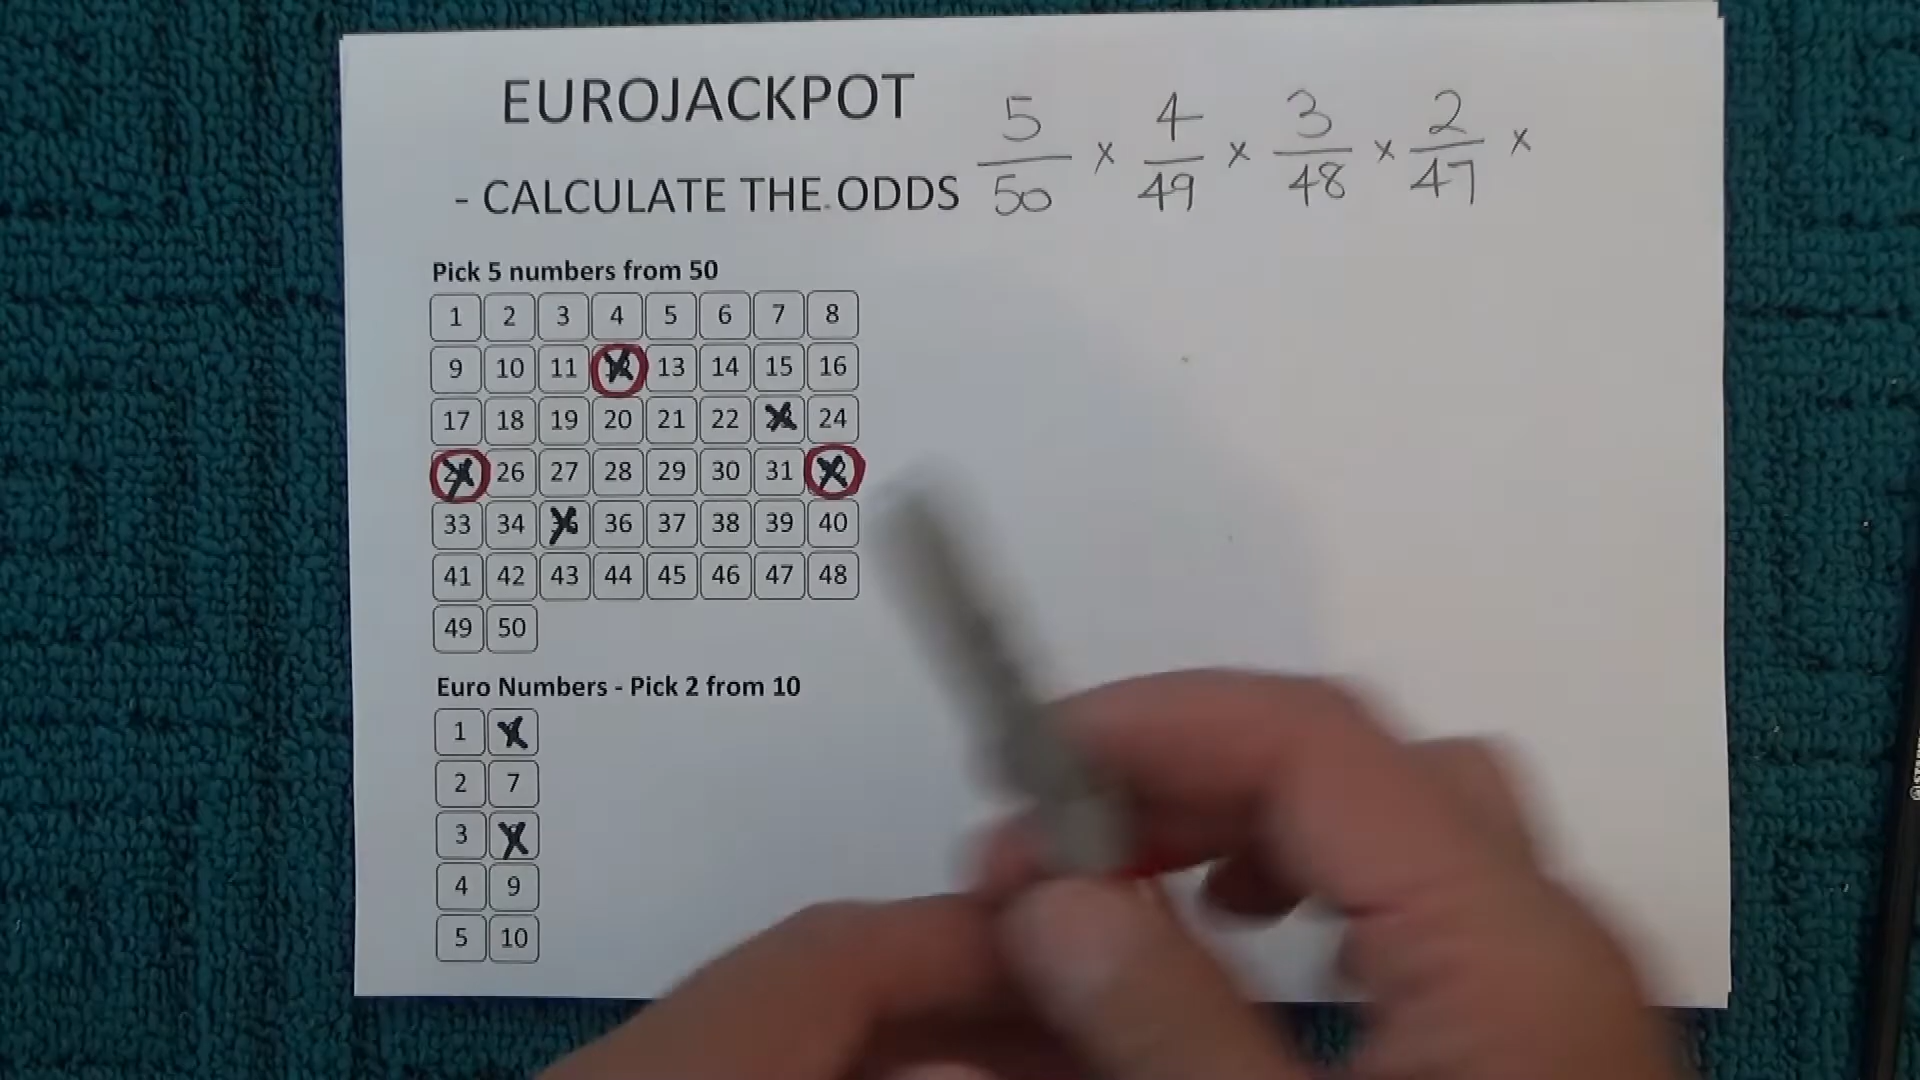 EUROJACKPOT
- CALCULATE THE ODDS
5/50 × 4/49 × 3/48 × 2/47 ×
Pick 5 numbers from 50
1 2 3 4 5 6 7 8
9 10 11 13 14 15 16
17 18 19 20 21 22 24
26 27 28 29 30 31
33 34 36 37 38 39 40
41 42 43 44 45 46 47 48
49 50
Euro Numbers - Pick 2 from 10
1
2 7
3
4 9
5 10